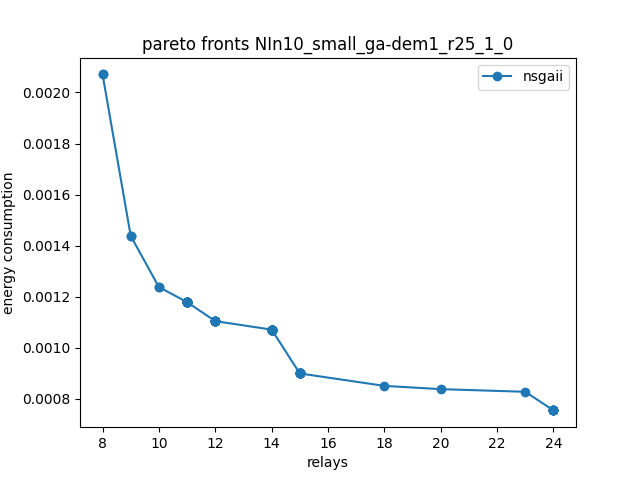 pareto fronts NIn10_small_ga-dem1_r25_1_0
nsgaii
energy consumption
0.0020
0.0018
0.0016
0.0014
0.0012
0.0010
0.0008
8 10 12 14 16 18 20 22 24
relays